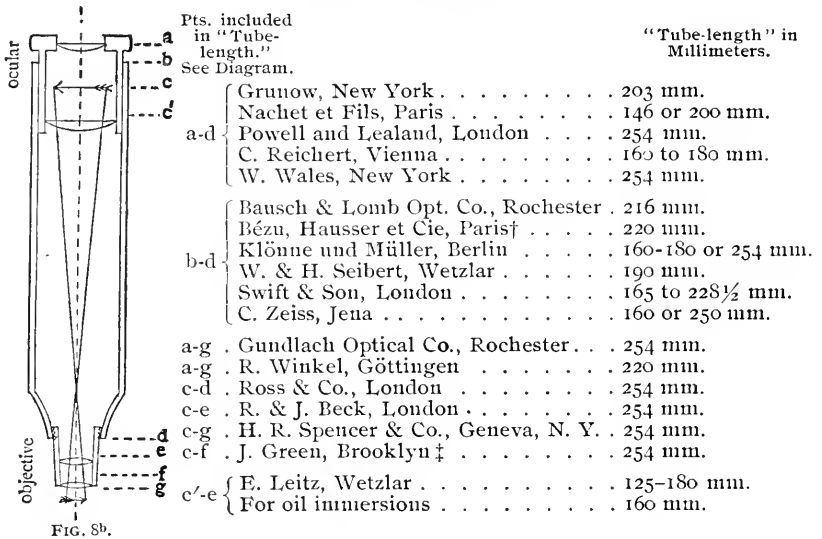 Pts. included
in "Tube-
length."
See Diagram.
"Tube-length" in
Millimeters.
ocular
a
b
c
c'
d
e
f
g
objective
FIG. 8b.
a-d
Grunow, New York . . . . . . . . . 203 mm.
Nachet et Fils, Paris . . . . . . . . 146 or 200 mm.
Powell and Lealand, London . . . . . 254 mm.
C. Reichert, Vienna . . . . . . . . . 160 to 180 mm.
W. Wales, New York . . . . . . . . 254 mm.
b-d
Bausch & Lomb Opt. Co., Rochester . 216 mm.
Bézu, Hausser et Cie, Paris† . . . . . 220 mm.
Klönne und Müller, Berlin . . . . . 160-180 or 254 mm.
W. & H. Seibert, Wetzlar . . . . . . 190 mm.
Swift & Son, London . . . . . . . . 165 to 228½ mm.
C. Zeiss, Jena . . . . . . . . . . . . 160 or 250 mm.
a-g . Gundlach Optical Co., Rochester . . . 254 mm.
a-g . R. Winkel, Göttingen . . . . . . . 220 mm.
c-d . Ross & Co., London . . . . . . . . 254 mm.
c-e . R. & J. Beck, London . . . . . . . . 254 mm.
c-g . H. R. Spencer & Co., Geneva, N. Y. . 254 mm.
c-f . J. Green, Brooklyn ‡ . . . . . . . . 254 mm.
c'-e
E. Leitz, Wetzlar . . . . . . . . . . 125-180 mm.
For oil immersions . . . . . . . . . 160 mm.